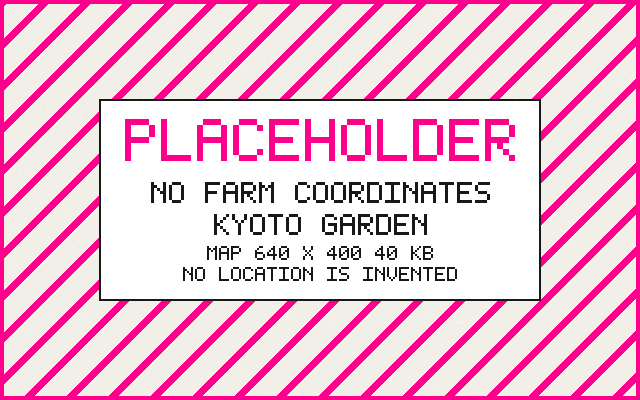 PLACEHOLDER
NO FARM COORDINATES
KYOTO GARDEN
MAP 640 X 400 40 KB
NO LOCATION IS INVENTED